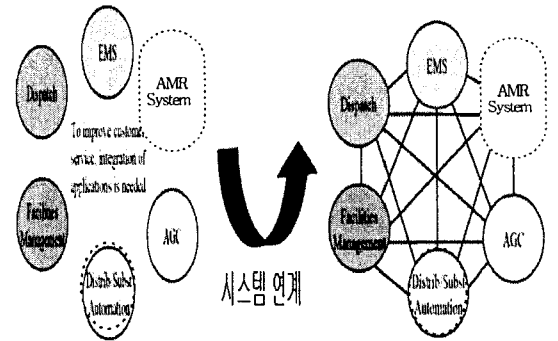 EMS
Dispatch
AMR
System
To improve customer
service, integration of
applications is needed
Facilities
Management
AGC
Distrib/Subst
Automation
시스템 연계
EMS
Dispatch
AMR
System
Facilities
Management
AGC
Distrib/Subst
Automation